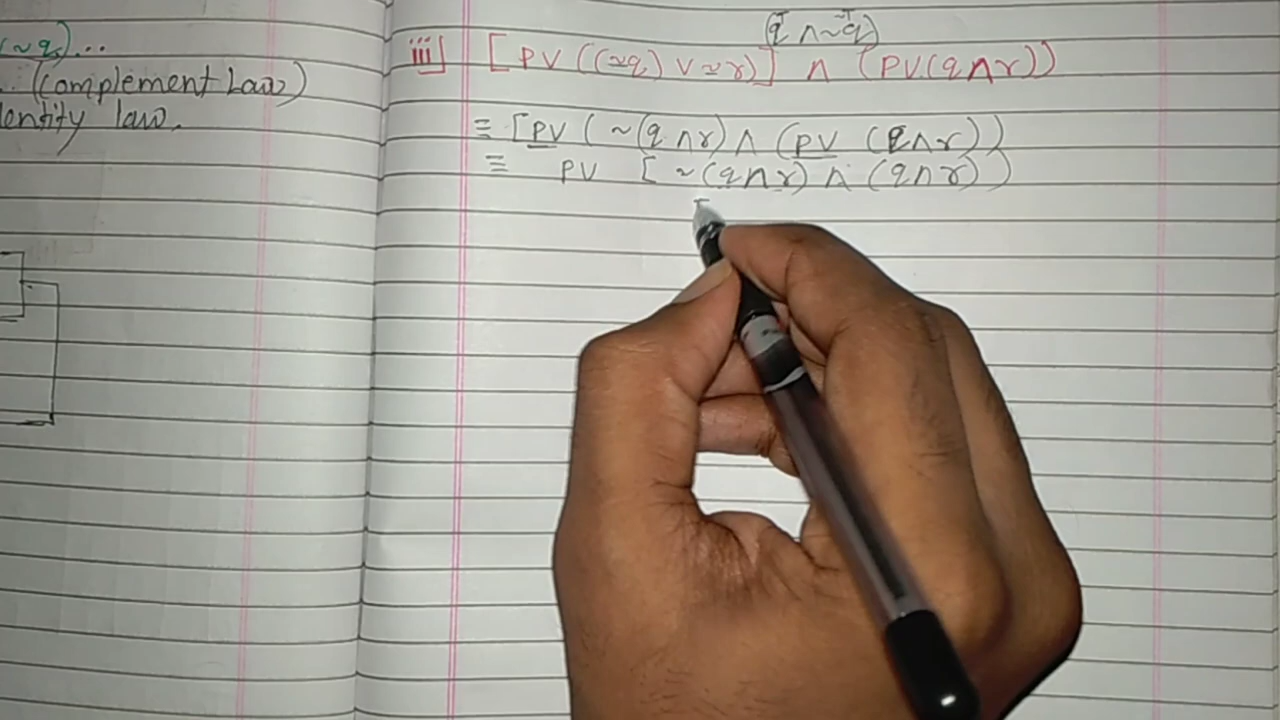 ~q)...
(complement Law)
dentity law.
(q ∧ ~q)
iii] [p∨((~q)∨~r)] ∧ (p∨(q∧r))
≡ [p∨(~(q∧r)∧(p∨(q∧r))
≡ p∨[~(q∧r)∧(q∧r))